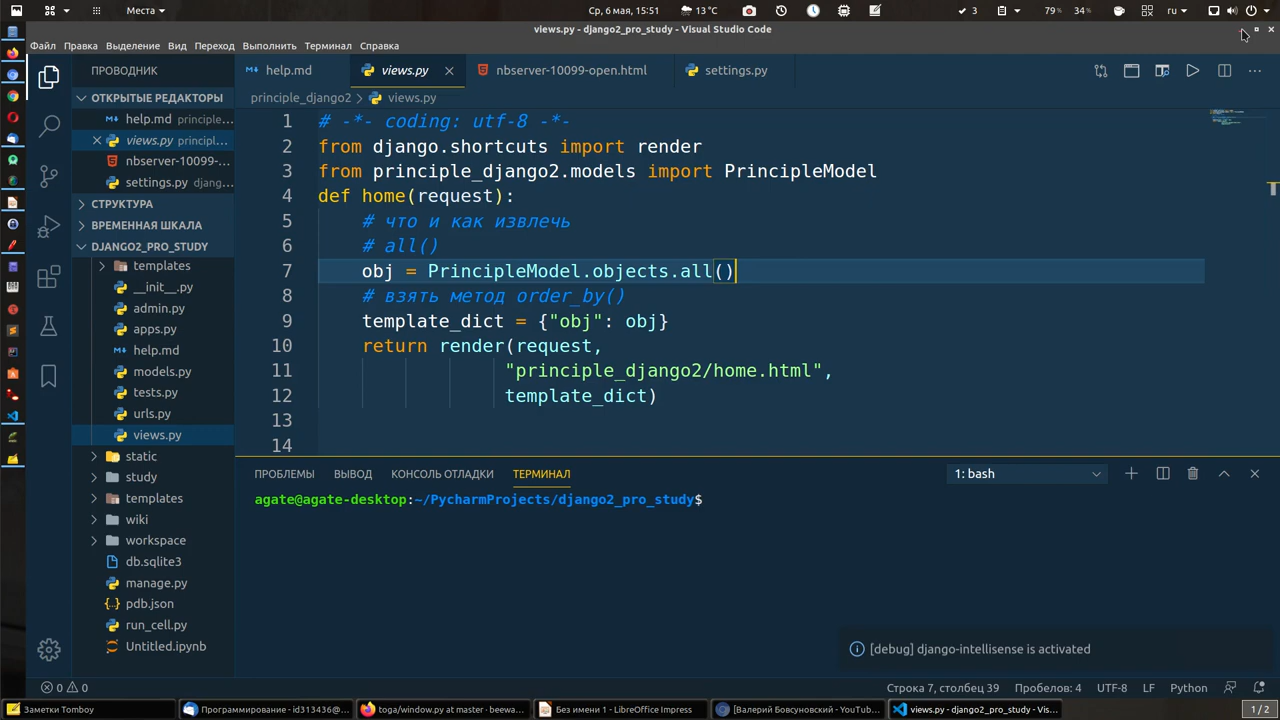 Места
Ср, 6 мая, 15:51
13 °C
3
79%
34%
ru
views.py - django2_pro_study - Visual Studio Code
Файл Правка Выделение Вид Переход Выполнить Терминал Справка
ПРОВОДНИК
help.md
views.py
nbserver-10099-open.html
settings.py
ОТКРЫТЫЕ РЕДАКТОРЫ
help.md principle...
views.py principl...
nbserver-10099-...
settings.py djang...
СТРУКТУРА
ВРЕМЕННАЯ ШКАЛА
DJANGO2_PRO_STUDY
templates
__init__.py
admin.py
apps.py
help.md
models.py
tests.py
urls.py
views.py
static
study
templates
wiki
workspace
db.sqlite3
manage.py
pdb.json
run_cell.py
Untitled.ipynb
principle_django2 > views.py
1 # -*- coding: utf-8 -*-
2 from django.shortcuts import render
3 from principle_django2.models import PrincipleModel
4 def home(request):
5 # что и как извлечь
6 # all()
7 obj = PrincipleModel.objects.all()
8 # взять метод order_by()
9 template_dict = {"obj": obj}
10 return render(request,
11 "principle_django2/home.html",
12 template_dict)
13
14
ПРОБЛЕМЫ ВЫВОД КОНСОЛЬ ОТЛАДКИ ТЕРМИНАЛ
1: bash
agate@agate-desktop:~/PycharmProjects/django2_pro_study$
[debug] django-intellisense is activated
0 0
Строка 7, столбец 39 Пробелов: 4 UTF-8 LF Python
Заметки Tomboy
Программирование - id313436@...
toga/window.py at master · beewa...
Без имени 1 - LibreOffice Impress
[Валерий Бовсуновский - YouTub...
views.py - django2_pro_study - Vis...
1/2